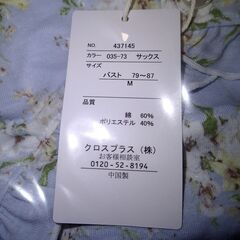 NO. 437145
カラー 035-73 サックス
サイズ
バスト 79～87
M
品質
綿 60%
ポリエステル 40%
クロスプラス（株）
お客様相談室
0120-52-8194
中国製